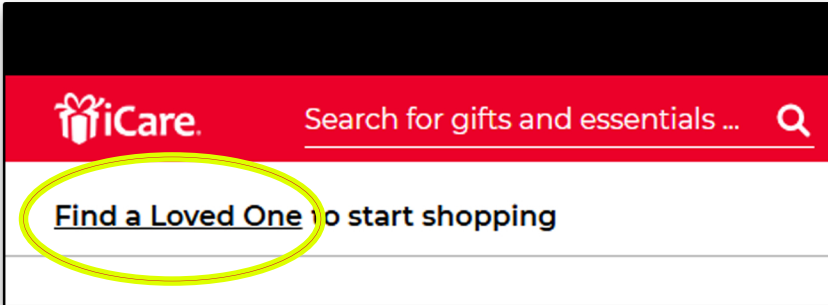 iCare.
Search for gifts and essentials ...
Find a Loved One to start shopping